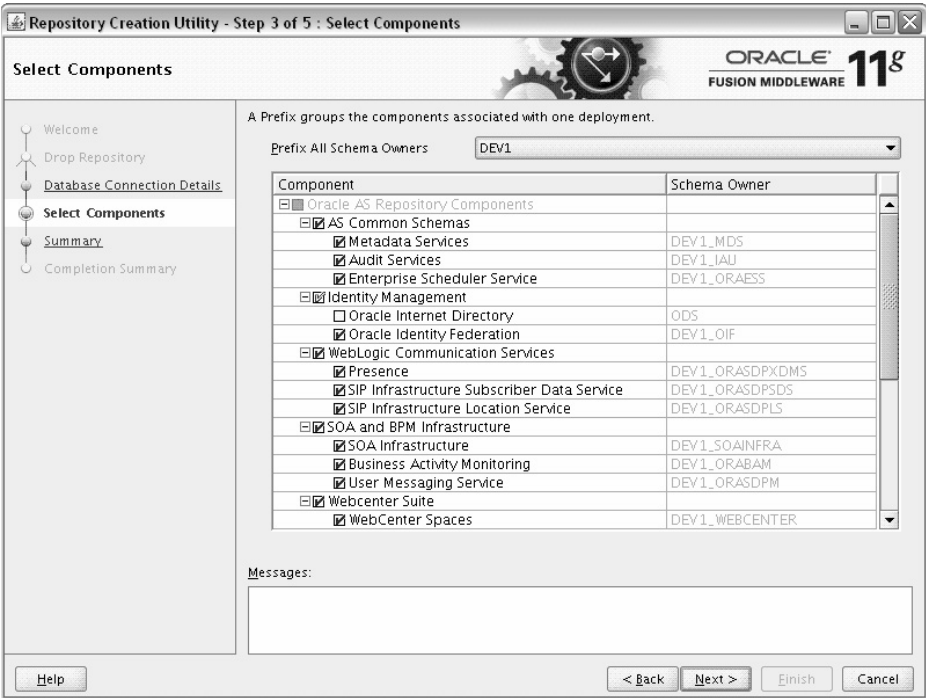 Repository Creation Utility - Step 3 of 5 : Select Components
Select Components
ORACLE
FUSION MIDDLEWARE 11g
Welcome
Drop Repository
Database Connection Details
Select Components
Summary
Completion Summary
A Prefix groups the components associated with one deployment.
Prefix All Schema Owners DEV1
Component Schema Owner
Oracle AS Repository Components
AS Common Schemas
Metadata Services DEV1_MDS
Audit Services DEV1_IAU
Enterprise Scheduler Service DEV1_ORAESS
Identity Management
Oracle Internet Directory ODS
Oracle Identity Federation DEV1_OIF
WebLogic Communication Services
Presence DEV1_ORASDPXDMS
SIP Infrastructure Subscriber Data Service DEV1_ORASDPSDS
SIP Infrastructure Location Service DEV1_ORASDPLS
SOA and BPM Infrastructure
SOA Infrastructure DEV1_SOAINFRA
Business Activity Monitoring DEV1_ORABAM
User Messaging Service DEV1_ORASDPM
Webcenter Suite
WebCenter Spaces DEV1_WEBCENTER
Messages:
Help < Back Next > Finish Cancel